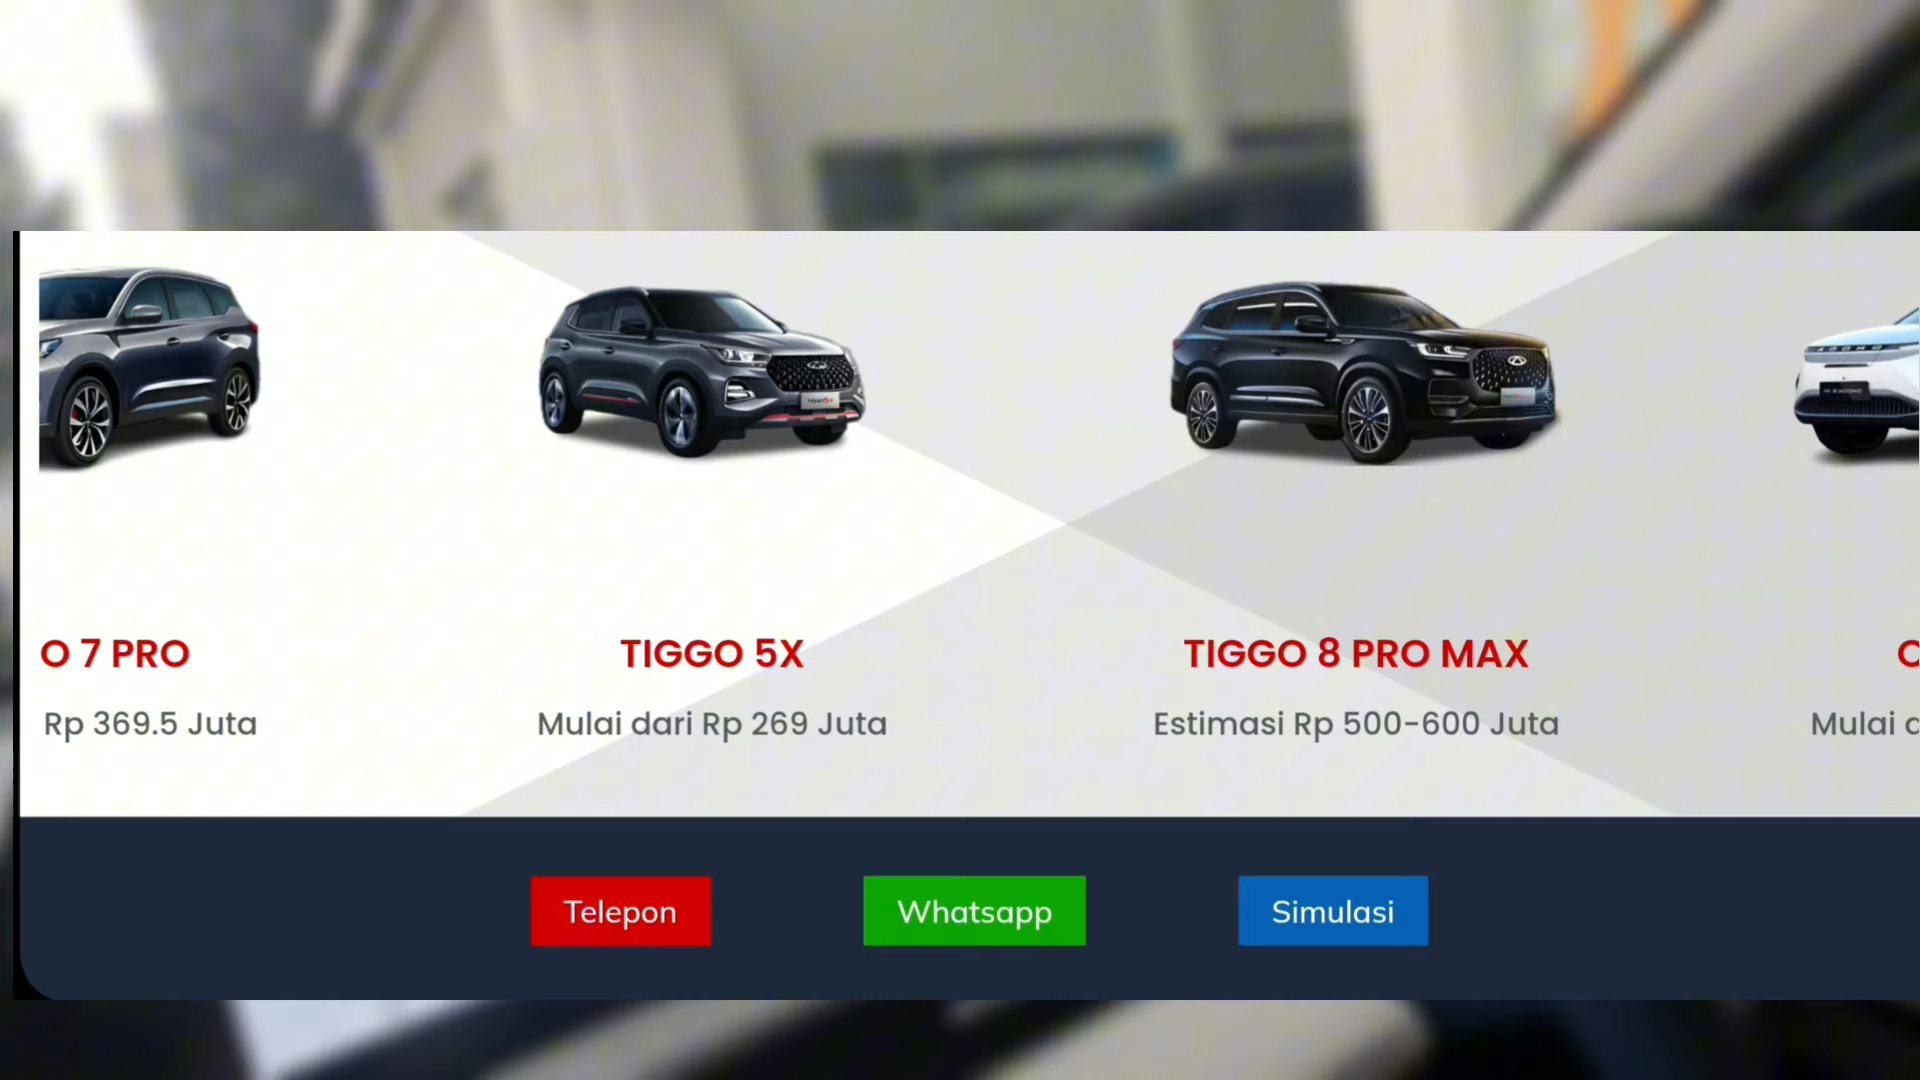 O 7 PRO
Rp 369.5 Juta
TIGGO 5X
Mulai dari Rp 269 Juta
TIGGO 8 PRO MAX
Estimasi Rp 500-600 Juta
Mulai
Telepon
Whatsapp
Simulasi